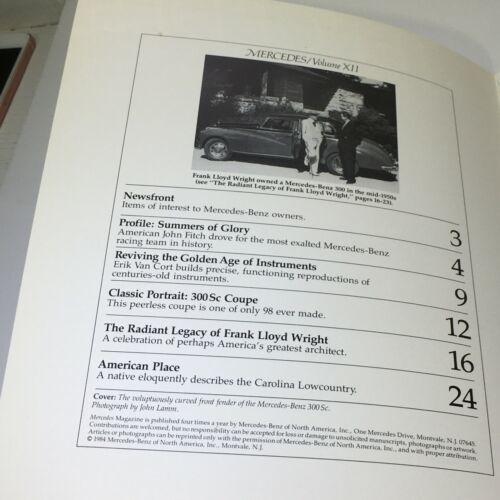 MERCEDES/Volume XII
Frank Lloyd Wright owned a Mercedes-Benz 300 in the mid-1950s
(see "The Radiant Legacy of Frank Lloyd Wright," pages 16-23).
Newsfront
Items of interest to Mercedes-Benz owners.
3
Profile: Summers of Glory
American John Fitch drove for the most exalted Mercedes-Benz
racing team in history.
4
Reviving the Golden Age of Instruments
Erik Van Cort builds precise, functioning reproductions of
centuries-old instruments.
9
Classic Portrait: 300 Sc Coupe
This peerless coupe is one of only 98 ever made.
12
The Radiant Legacy of Frank Lloyd Wright
A celebration of perhaps America's greatest architect.
16
American Place
A native eloquently describes the Carolina Lowcountry.
24
Cover: The voluptuously curved front fender of the Mercedes-Benz 300 Sc.
Photograph by John Lamm.
Mercedes Magazine is published four times a year by Mercedes-Benz of North America, Inc., One Mercedes Drive, Montvale, N.J. 07645.
Contributions are welcomed, but no responsibility can be accepted for loss or damage to unsolicited manuscripts, photographs or artwork.
Articles or photographs can be reprinted only with the permission of Mercedes-Benz of North America, Inc., and with proper attribution.
© 1984 Mercedes-Benz of North America, Inc., Montvale, N.J.